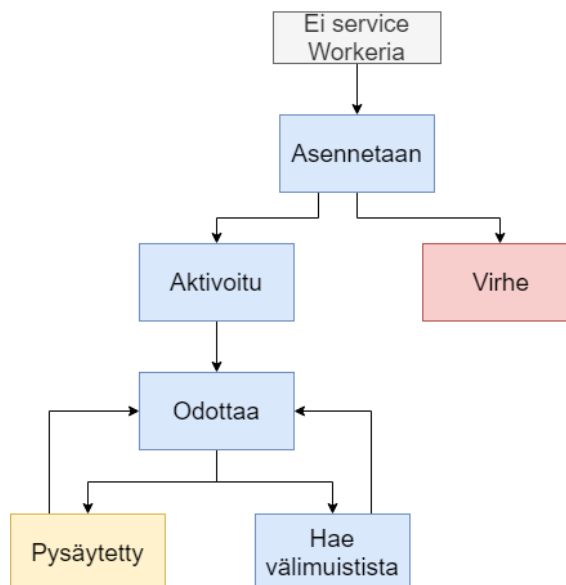 Ei service
Workeria
Asennetaan
Aktivoitu
Virhe
Odottaa
Pysäytetty
Hae
välimuistista